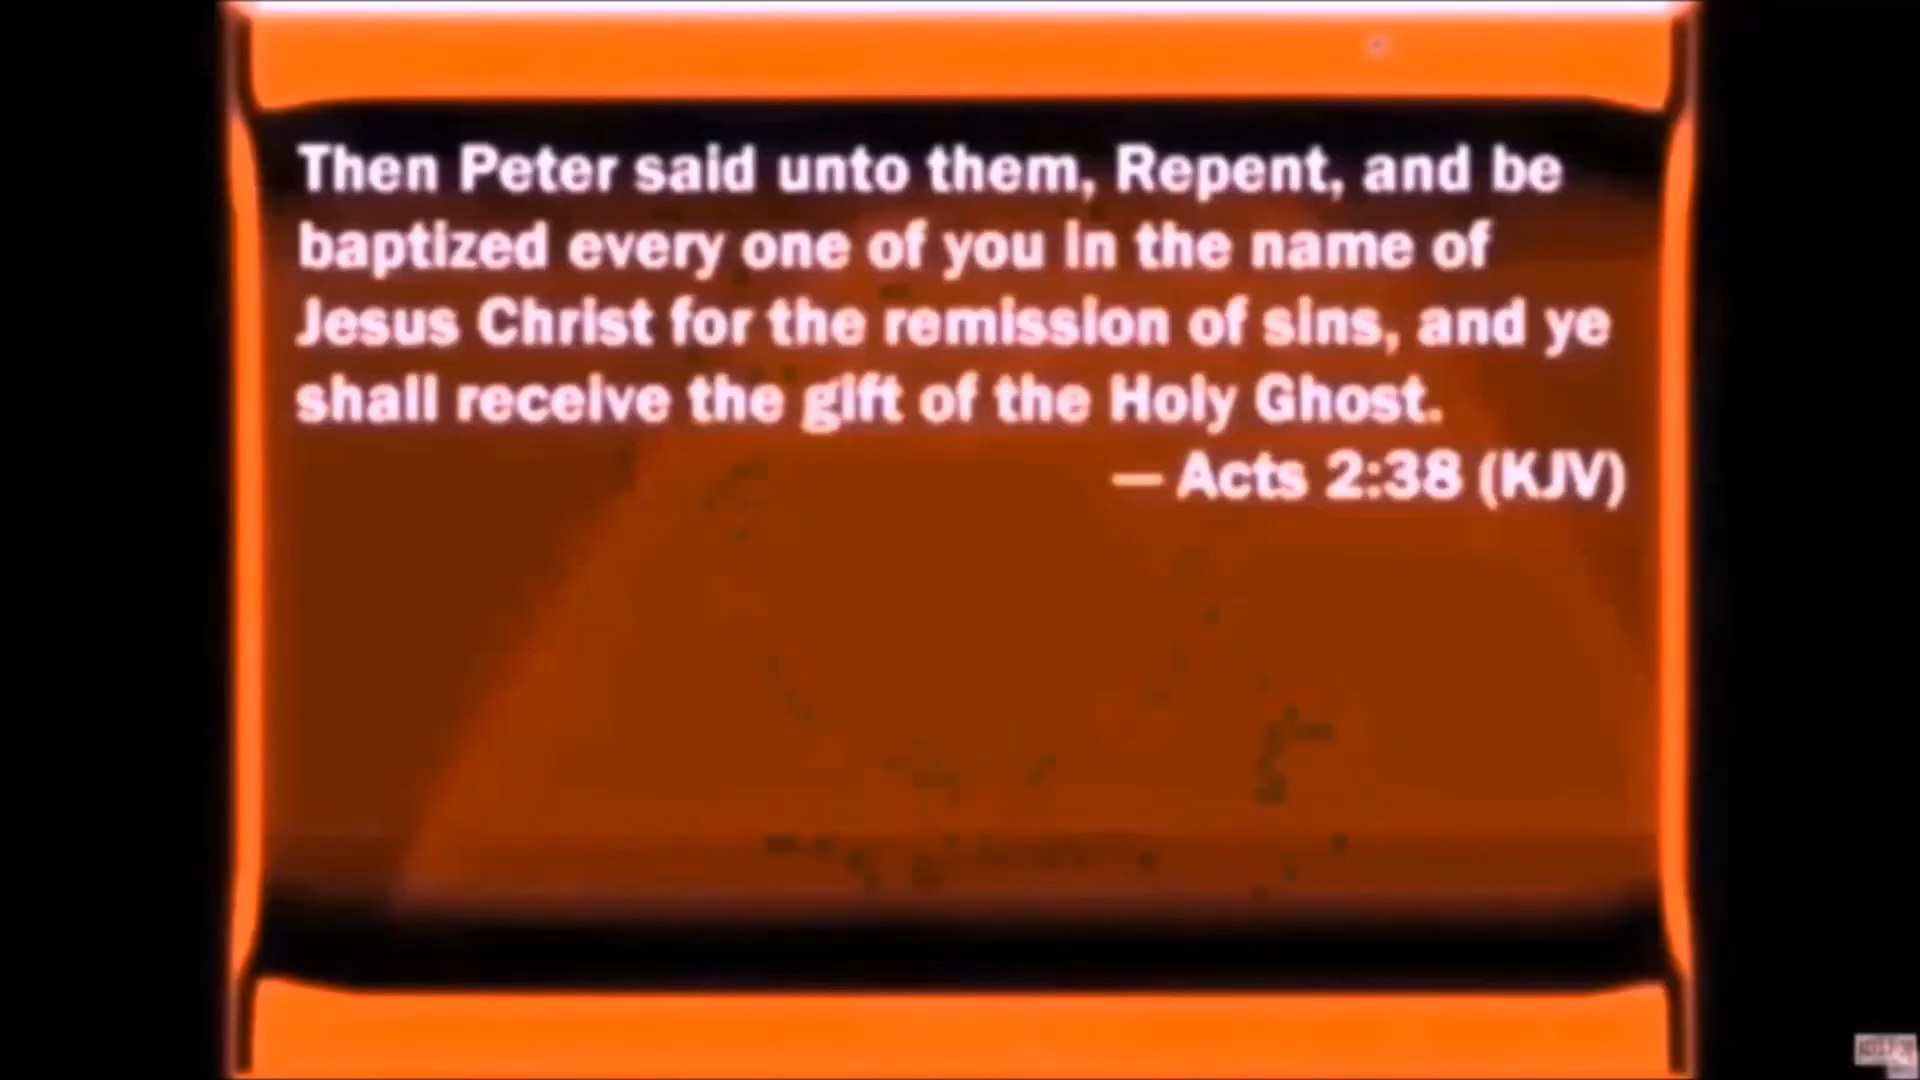 Then Peter said unto them, Repent, and be
baptized every one of you in the name of
Jesus Christ for the remission of sins, and ye
shall receive the gift of the Holy Ghost.
— Acts 2:38 (KJV)